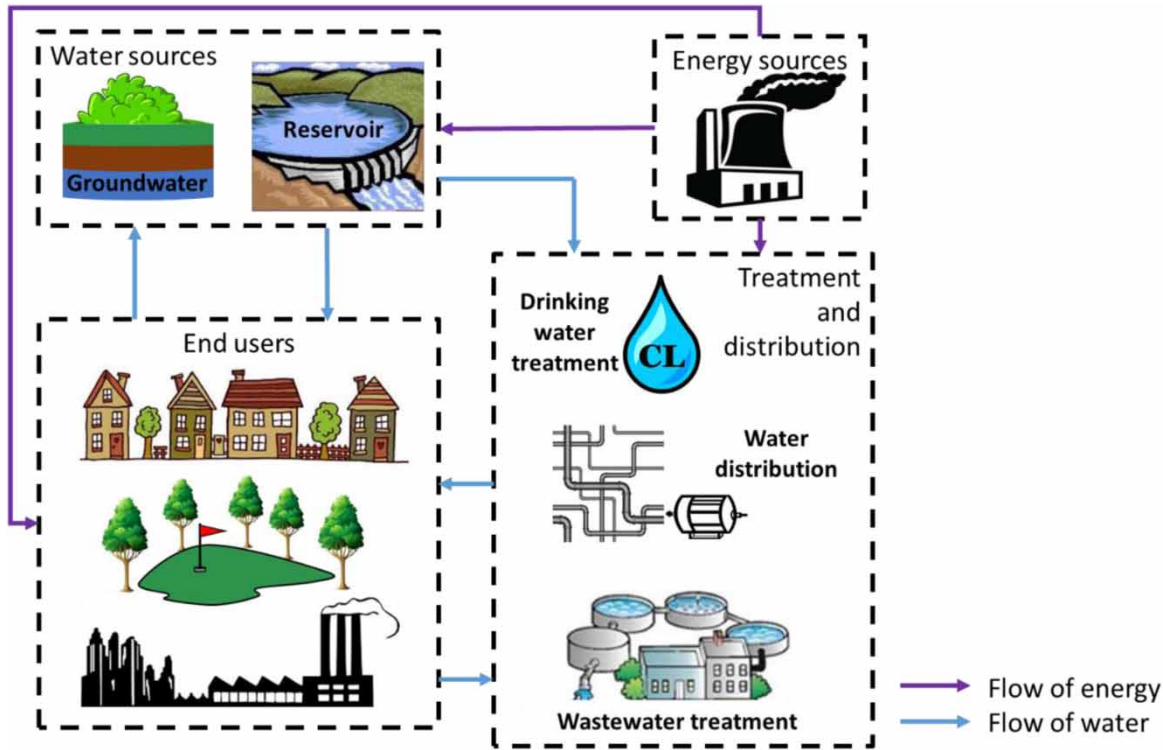 Water sources
Reservoir
Groundwater
Energy sources
Treatment
and
distribution
Drinking
water
treatment
CL
End users
Water
distribution
Wastewater treatment
Flow of energy
Flow of water